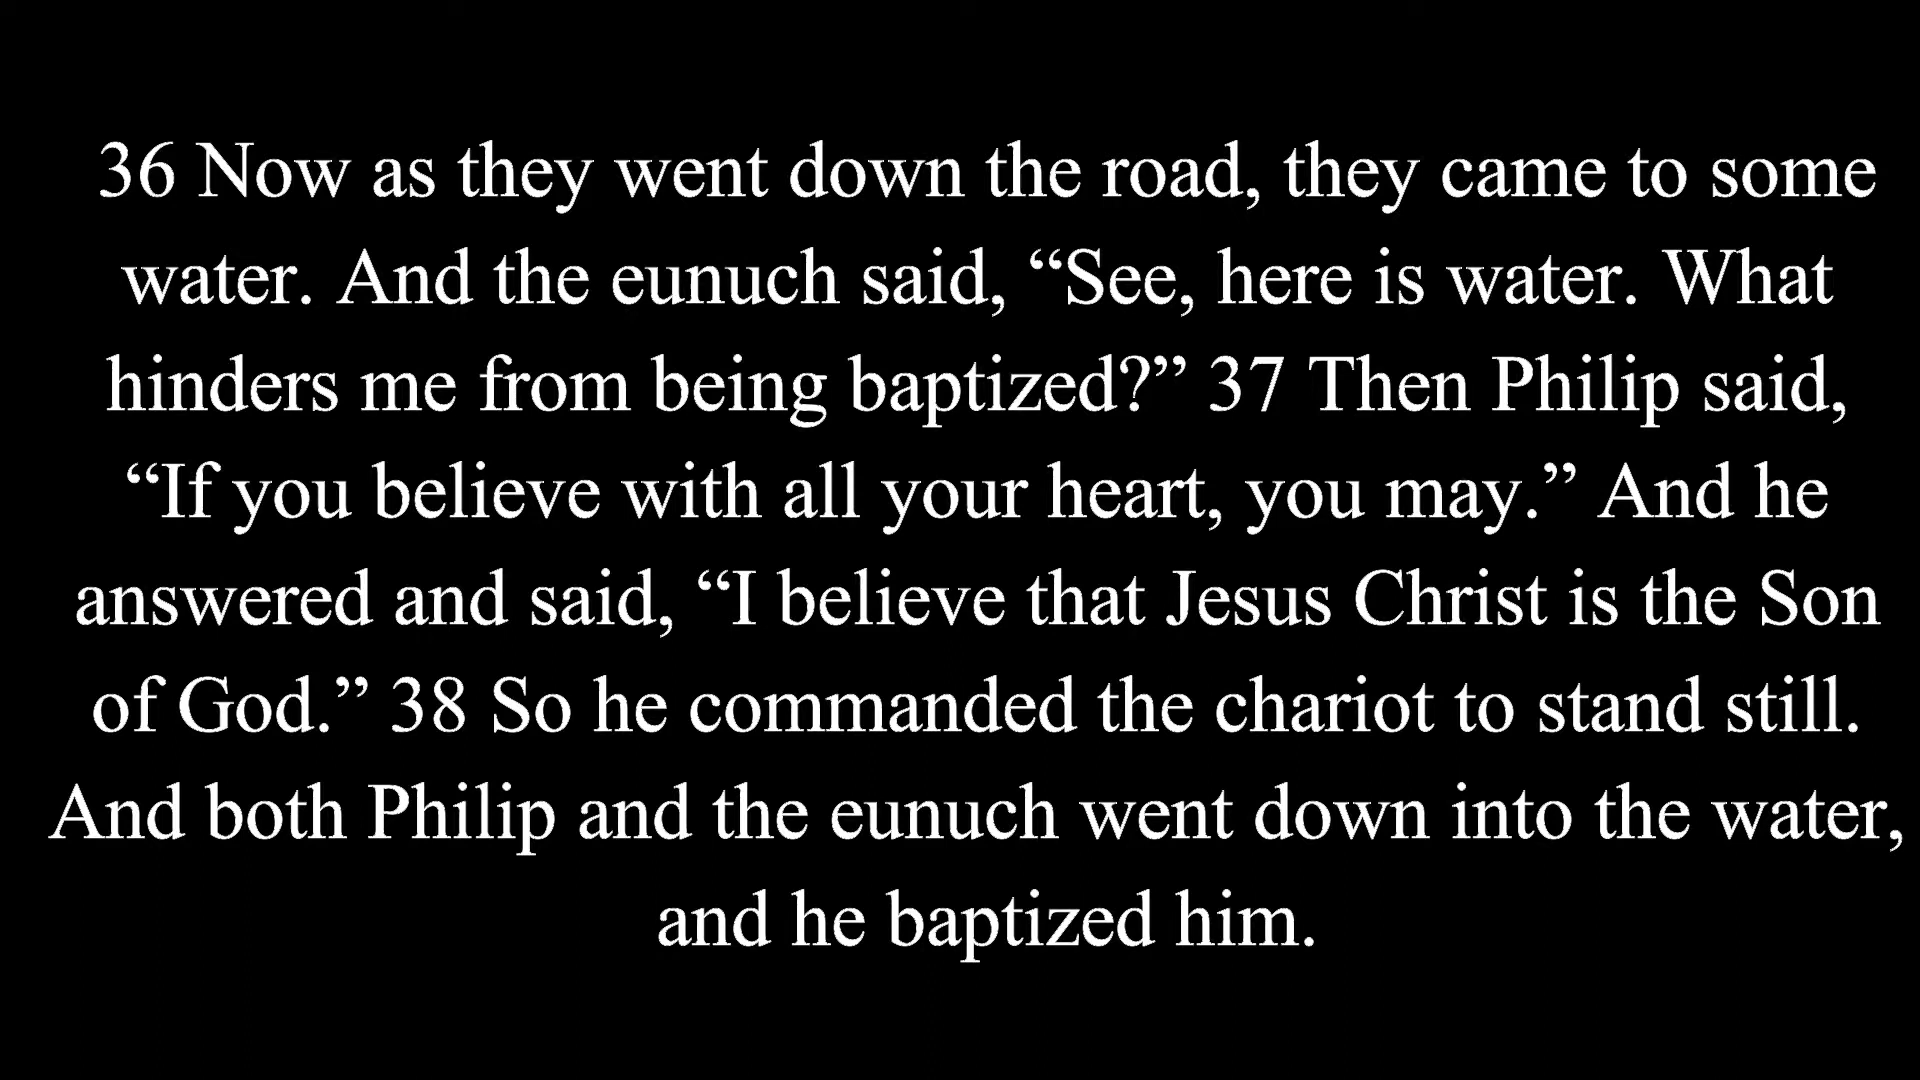 36 Now as they went down the road, they came to some
water. And the eunuch said, “See, here is water. What
hinders me from being baptized?” 37 Then Philip said,
“If you believe with all your heart, you may.” And he
answered and said, “I believe that Jesus Christ is the Son
of God.” 38 So he commanded the chariot to stand still.
And both Philip and the eunuch went down into the water,
and he baptized him.